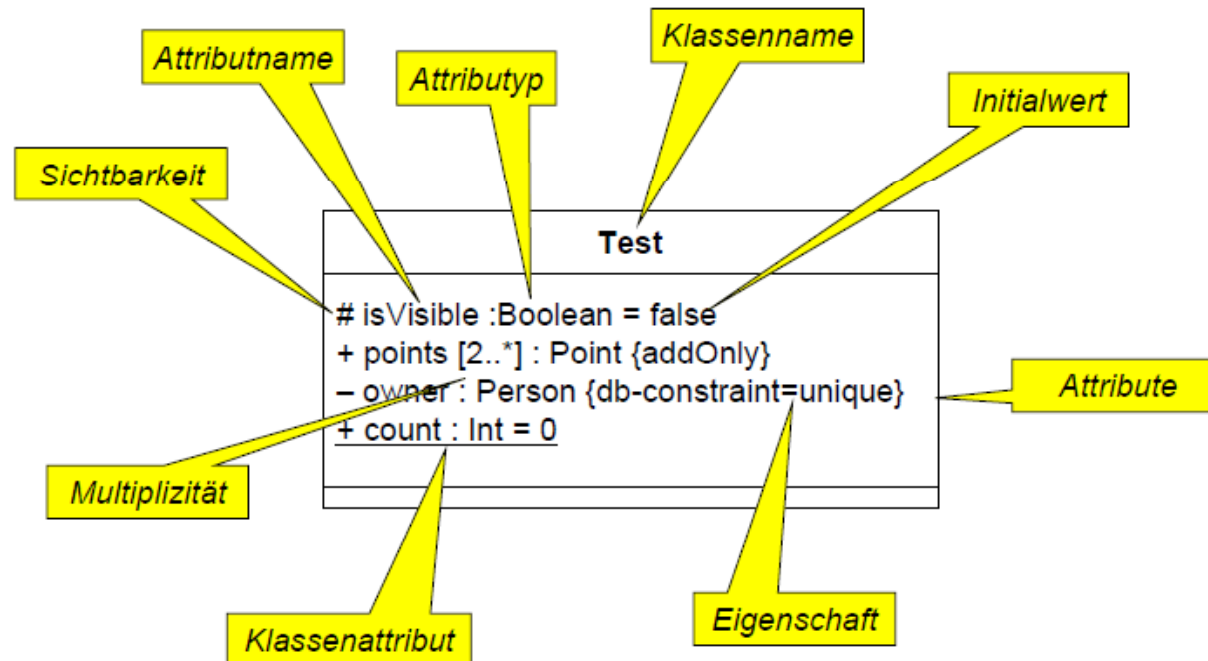 Klassenname
Attributname
Attributyp
Initialwert
Sichtbarkeit
Test
# isVisible :Boolean = false
+ points [2..*] : Point {addOnly}
– owner : Person {db-constraint=unique}
+ count : Int = 0
Attribute
Multiplizität
Eigenschaft
Klassenattribut